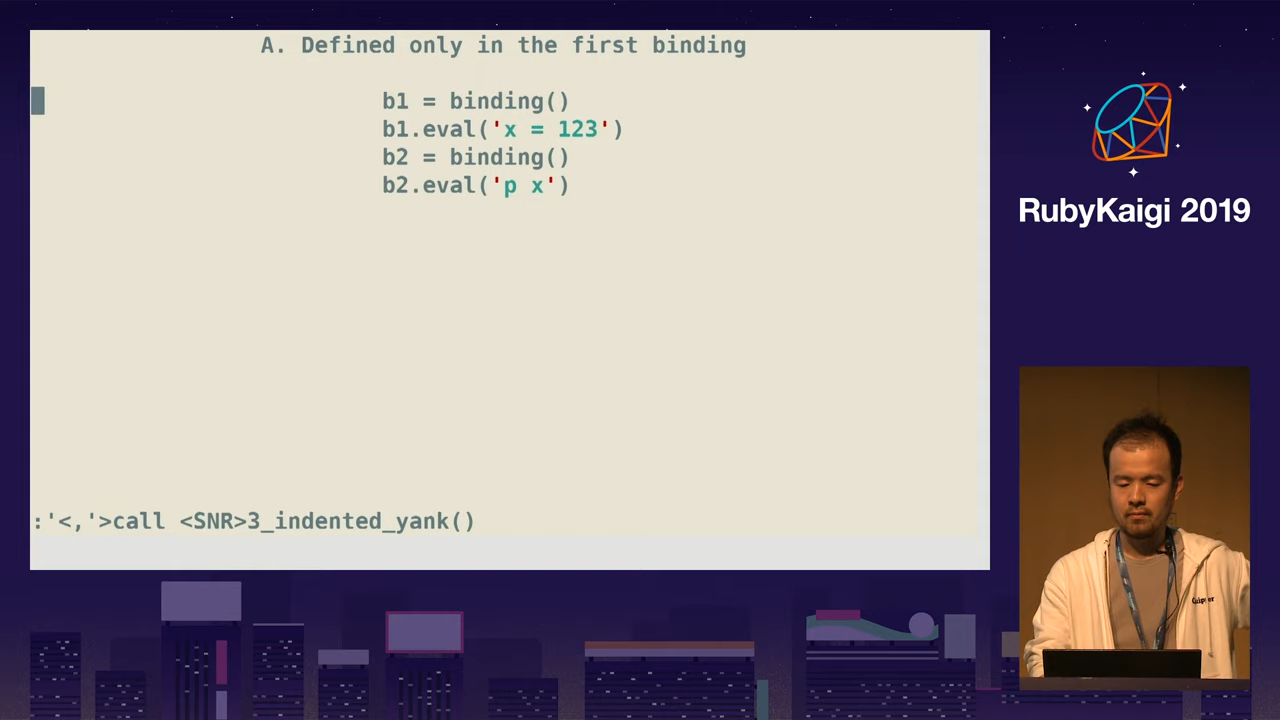 A. Defined only in the first binding
b1 = binding()
b1.eval('x = 123')
b2 = binding()
b2.eval('p x')
:'<,'>call <SNR>3_indented_yank()
RubyKaigi 2019